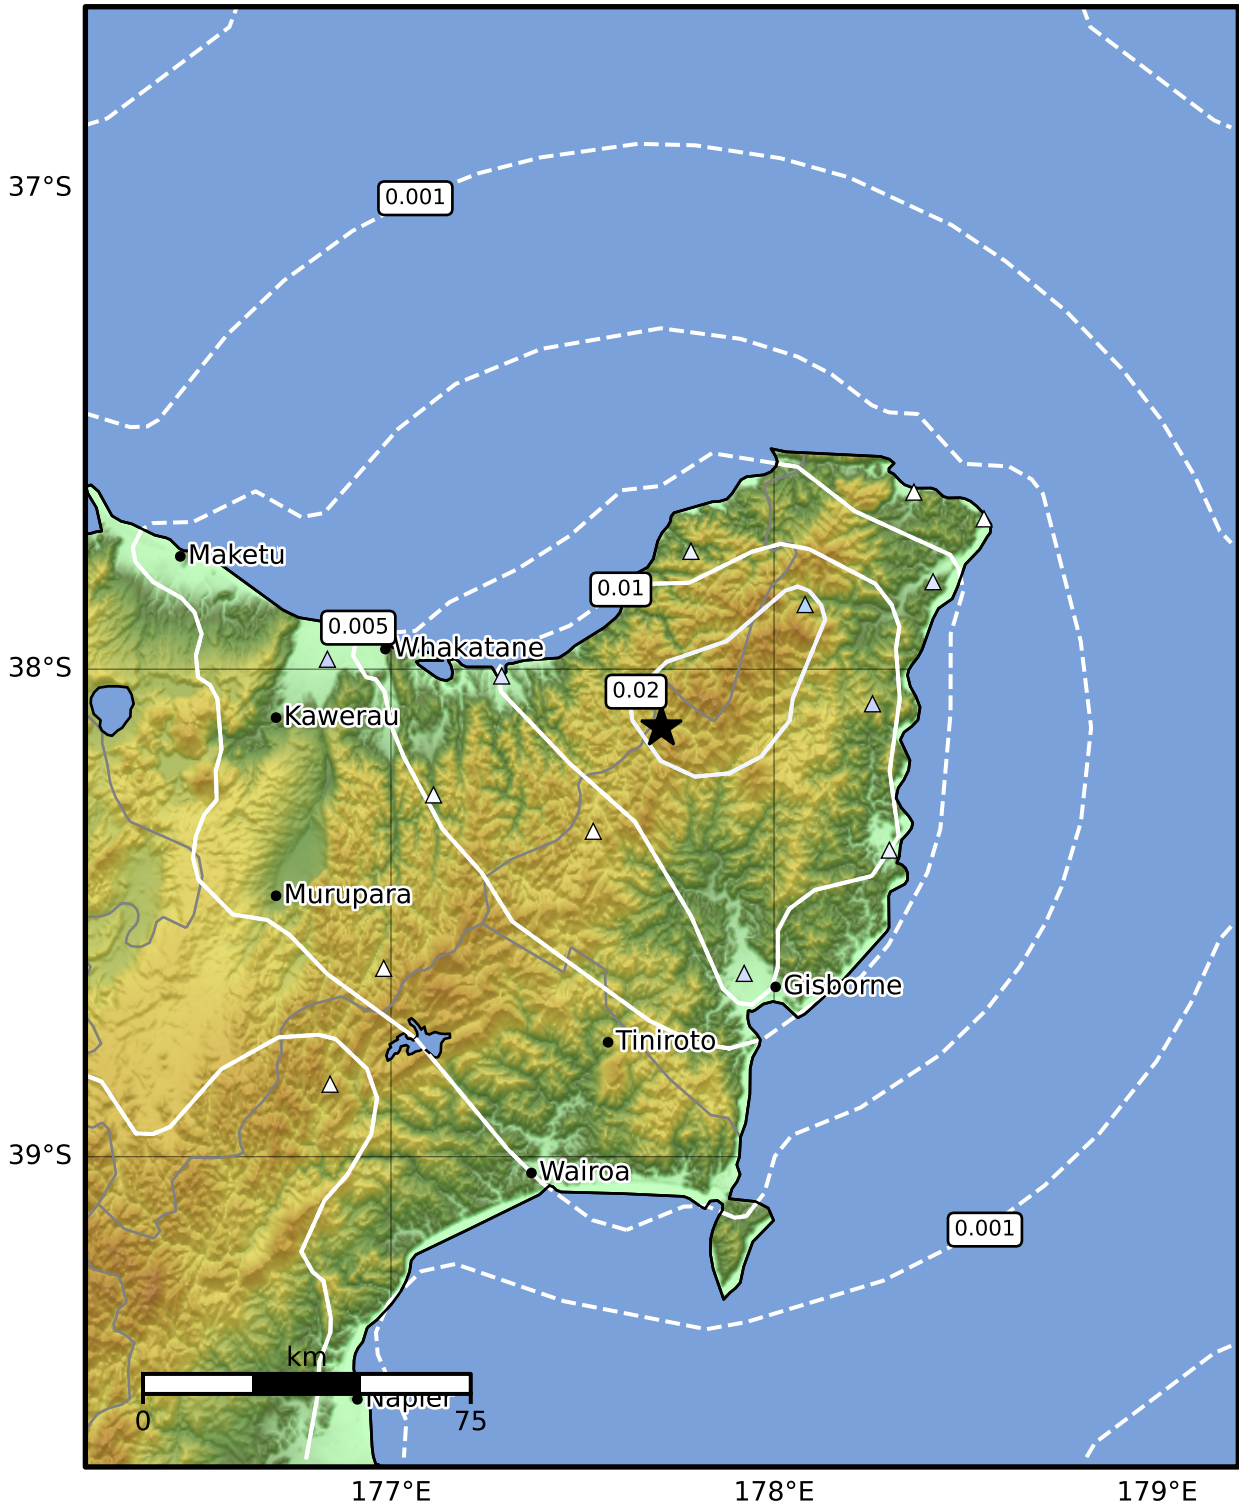 37°S
0.001
Maketu
0.01
0.005
Whakatane
38°S
0.02
Kawerau
Murupara
Gisborne
Tiniroto
39°S
Wairoa
0.001
km
Napier
0
75
177°E
178°E
179°E